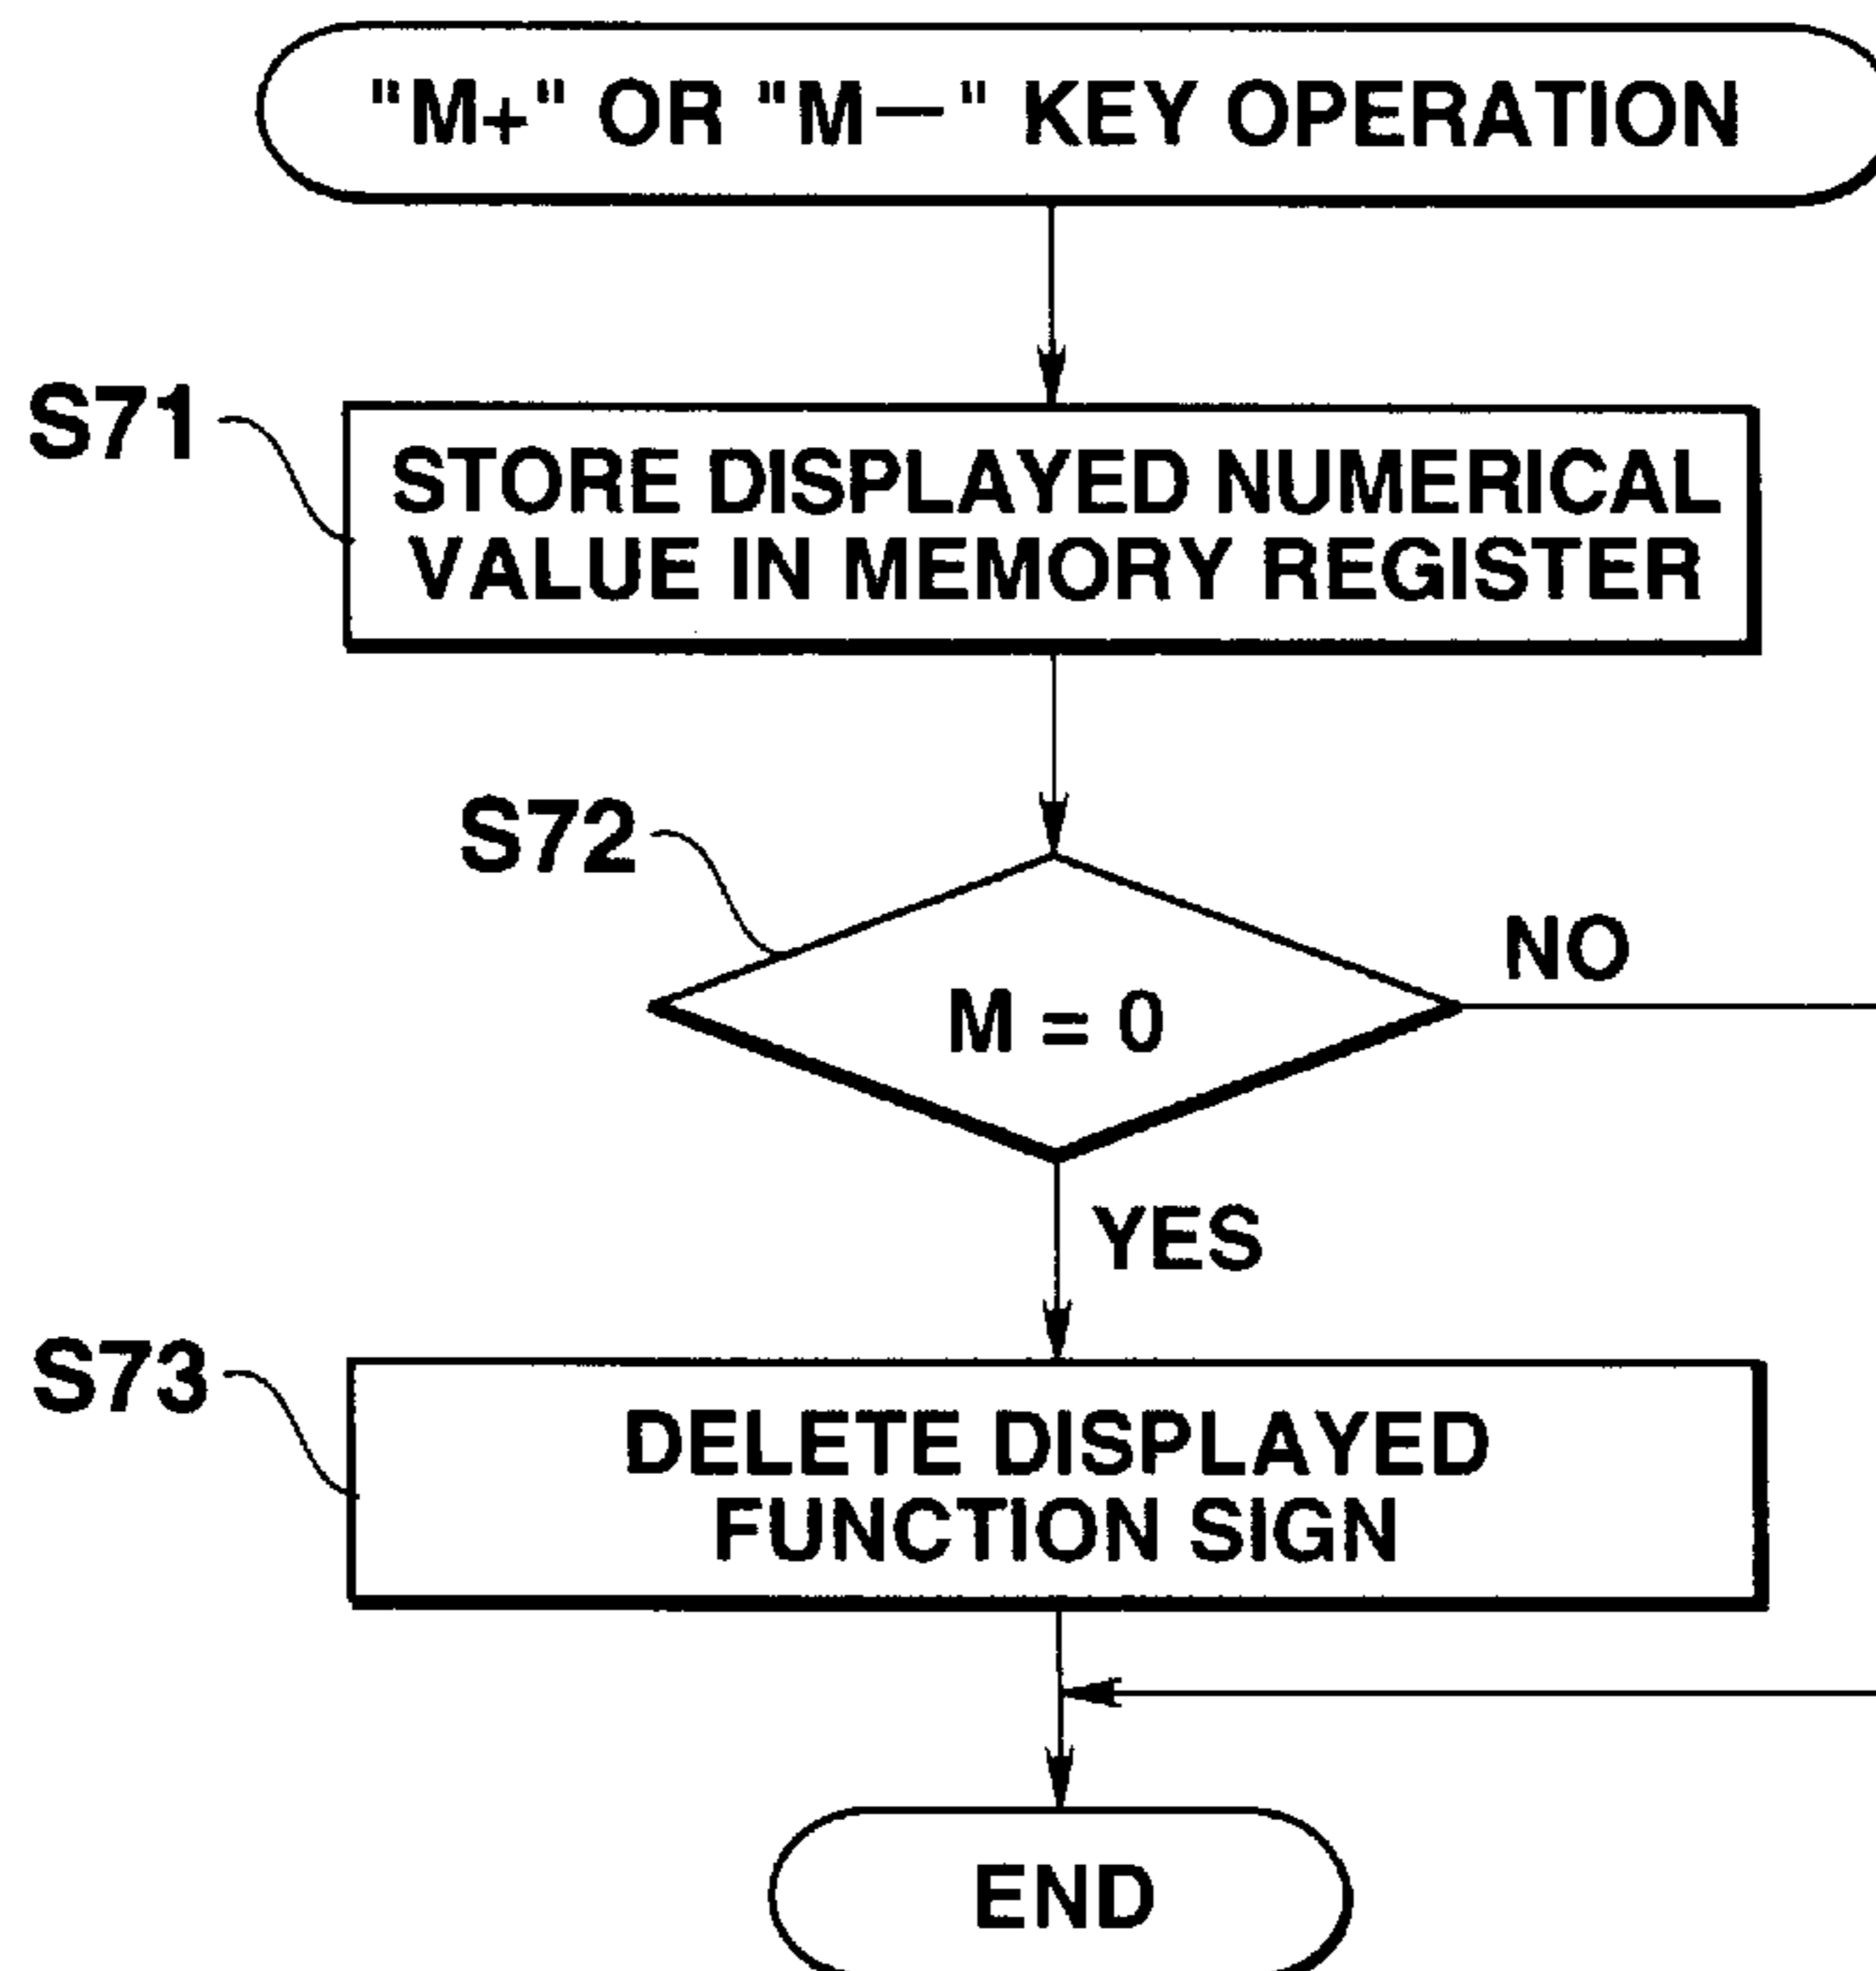 "M+" OR "M—" KEY OPERATION
S71
STORE DISPLAYED NUMERICAL
VALUE IN MEMORY REGISTER
S72
NO
M = 0
YES
S73
DELETE DISPLAYED
FUNCTION SIGN
END